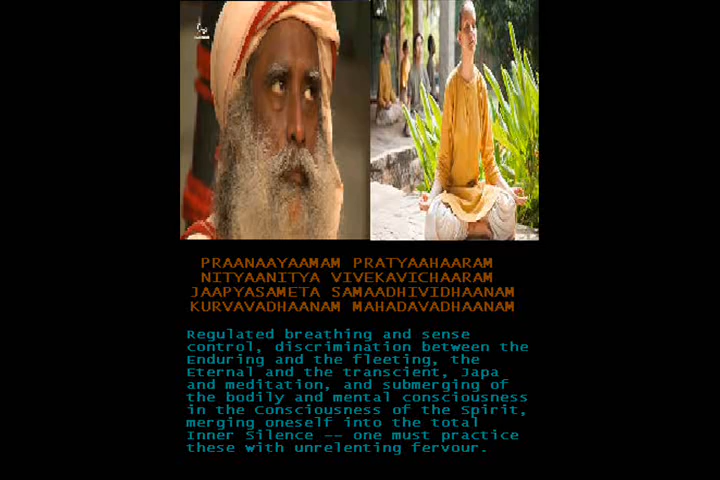 PRAANAAYAAMAM PRATYAAHAARAM
NITYAANITYA VIVEKAVICHAARAM
JAAPYASAMETA SAMAADHIVIDHAANAM
KURVAVADHAANAM MAHADAVADHAANAM
Regulated breathing and sense
control, discrimination between the
Enduring and the fleeting, the
Eternal and the transcient, Japa
and meditation, and submerging of
the bodily and mental consciousness
in the Consciousness of the Spirit,
merging oneself into the total
Inner Silence -- one must practice
these with unrelenting fervour.